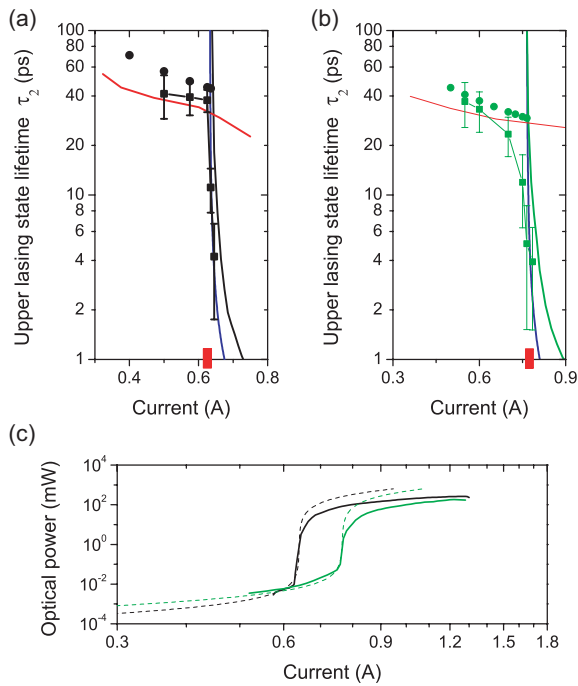 (a)
(b)
Upper lasing state lifetime τ2 (ps)
100
80
60
40
20
10
8
6
4
2
1
0.4 0.6 0.8
Current (A)
Upper lasing state lifetime τ2 (ps)
100
80
60
40
20
10
8
6
4
2
1
0.3 0.6 0.9
Current (A)
(c)
Optical power (mW)
10^4
10^2
10^0
10^-2
10^-4
0.3 0.6 0.9 1.2 1.5 1.8
Current (A)